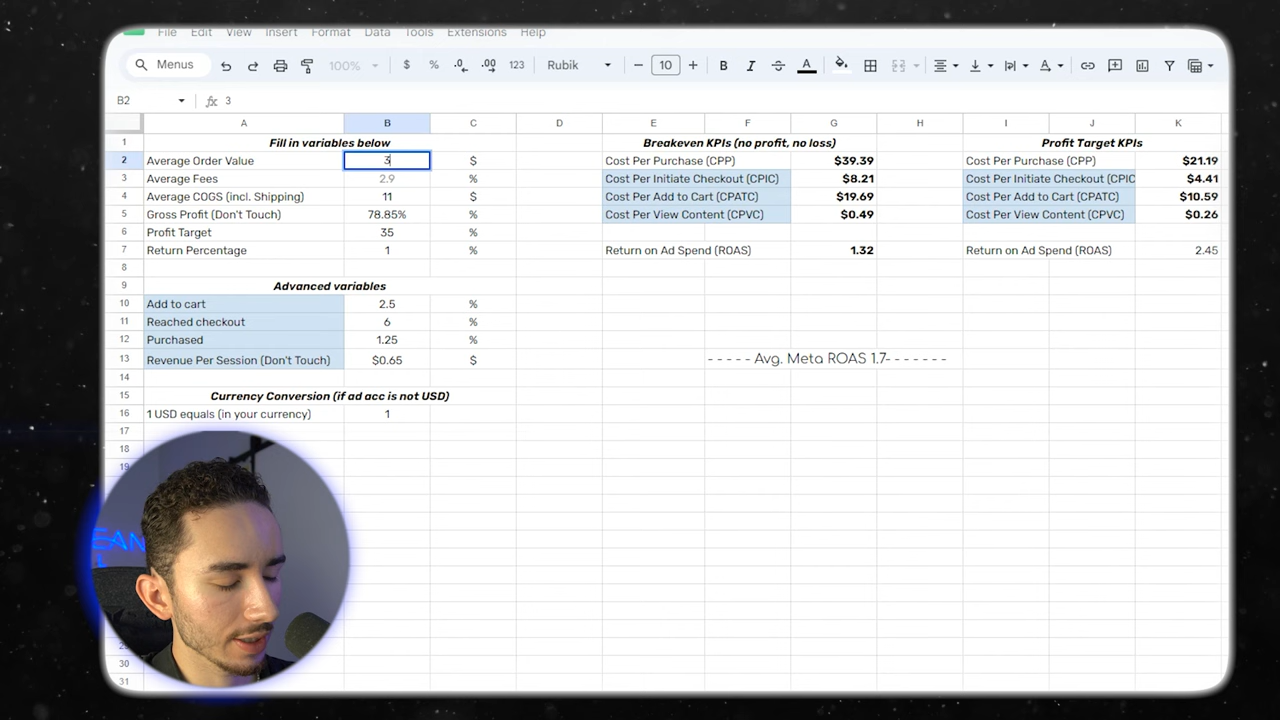 File Edit View Insert Format Data Tools Extensions Help
Menus 100% $ % .0 .00 123 Rubik 10 B I A
B2 fx 3
A B C D E F G H I J K
1 Fill in variables below Breakeven KPIs (no profit, no loss) Profit Target KPIs
2 Average Order Value 3 $ Cost Per Purchase (CPP) $39.39 Cost Per Purchase (CPP) $21.19
3 Average Fees 2.9 % Cost Per Initiate Checkout (CPIC) $8.21 Cost Per Initiate Checkout (CPIC $4.41
4 Average COGS (incl. Shipping) 11 $ Cost Per Add to Cart (CPATC) $19.69 Cost Per Add to Cart (CPATC) $10.59
5 Gross Profit (Don't Touch) 78.85% % Cost Per View Content (CPVC) $0.49 Cost Per View Content (CPVC) $0.26
6 Profit Target 35 %
7 Return Percentage 1 % Return on Ad Spend (ROAS) 1.32 Return on Ad Spend (ROAS) 2.45
8
9 Advanced variables
10 Add to cart 2.5 %
11 Reached checkout 6 %
12 Purchased 1.25 %
13 Revenue Per Session (Don't Touch) $0.65 $ - - - - - Avg. Meta ROAS 1.7- - - - - - -
14
15 Currency Conversion (if ad acc is not USD)
16 1 USD equals (in your currency) 1
17
18
19
30
31